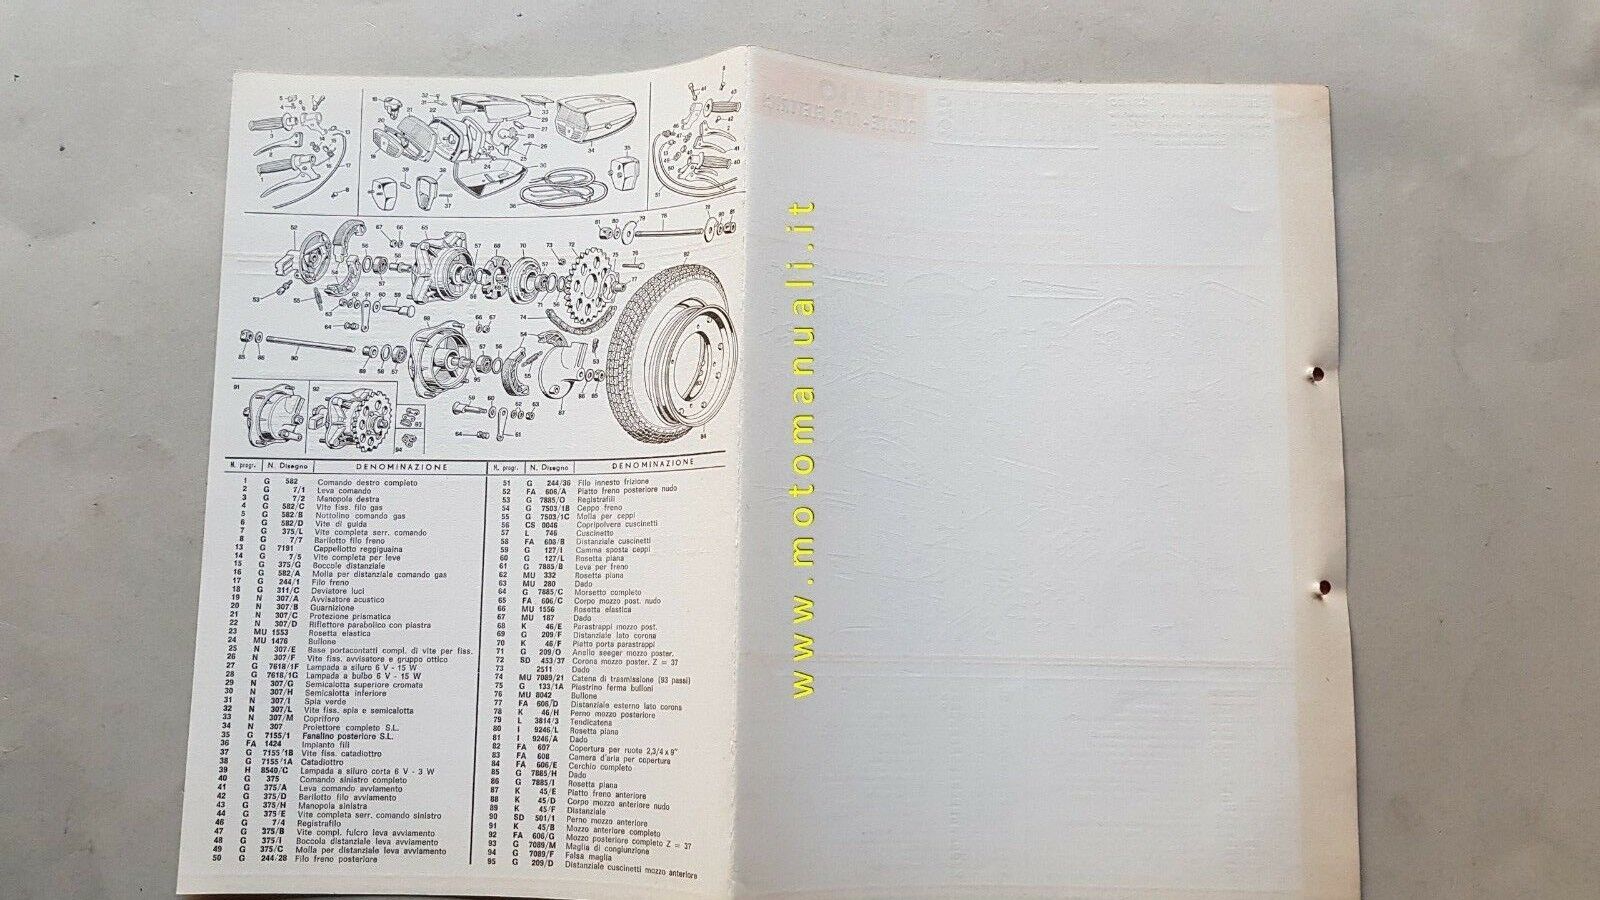 N. progr. N. Disegno DENOMINAZIONE
1 G 582 Comando destro completo
2 G 7/1 Leva comando
3 G 7/2 Manopola destra
4 G 582/C Vite fiss. filo gas
5 G 582/B Nottolino comando gas
6 G 582/D Vite di guida
7 G 375/L Vite completa serr. comando
8 G 7/7 Barilotto filo freno
13 G 7191 Cappellotto reggiguaina
14 G 7/5 Vite completa per leve
15 G 375/G Boccole distanziale
16 G 582/A Molla per distanziale comando gas
17 G 244/1 Filo freno
18 G 311/C Deviatore luci
19 N 307/A Avvisatore acustico
20 N 307/B Guarnizione
21 N 307/C Protezione prismatica
22 N 307/D Riflettore parabolico con piastra
23 MU 1553 Rosetta elastica
24 MU 1476 Bullone
25 N 307/E Base portacontatti compl. di vite per fiss.
26 N 307/F Vite fiss. avvisatore e gruppo ottico
27 G 7618/1F Lampada a siluro 6 V - 15 W
28 G 7618/1G Lampada a bulbo 6 V - 15 W
29 N 307/G Semicalotta superiore cromata
30 N 307/H Semicalotta inferiore
31 N 307/I Spia verde
32 N 307/L Vite fiss. spia e semicalotta
33 N 307/M Copriforo
34 N 307 Proiettore completo S.L.
35 G 7155/1 Fanalino posteriore S.L.
36 FA 1424 Impianto fili
37 G 7155/1B Vite fiss. catadiottro
38 G 7155/1A Catadiottro
39 H 8540/C Lampada a siluro corta 6 V - 3 W
40 G 375 Comando sinistro completo
41 G 375/A Leva comando avviamento
42 G 375/D Barilotto filo avviamento
43 G 375/H Manopola sinistra
44 G 375/E Vite completa serr. comando sinistro
46 G 7/4 Registrafilo
47 G 375/B Vite compl. fulcro leva avviamento
48 G 375/I Boccola distanziale leva avviamento
49 G 375/C Molla per distanziale leva avviamento
50 G 244/28 Filo freno posteriore
N. progr. N. Disegno DENOMINAZIONE
51 G 244/36 Filo innesto frizione
52 FA 606/A Piatto freno posteriore nudo
53 G 7885/O Registrafili
54 G 7503/1B Ceppo freno
55 G 7503/1C Molla per ceppi
56 CS 0046 Copripolvere cuscinetti
57 L 746 Cuscinetto
58 FA 608/B Distanziale cuscinetti
59 G 127/I Camma sposta ceppi
60 G 127/L Rosetta piana
61 G 7885/B Leva per freno
62 MU 332 Rosetta piana
63 MU 280 Dado
64 G 7885/C Morsetto completo
65 FA 606/C Corpo mozzo post. nudo
66 MU 1556 Rosetta elastica
67 MU 187 Dado
68 K 46/E Parastrappi mozzo post.
69 G 209/F Distanziale lato corona
70 K 46/F Piatto porta parastrappi
71 G 209/O Anello seeger mozzo poster.
72 SD 453/37 Corona mozzo poster. Z = 37
73 2511 Dado
74 MU 7089/21 Catena di trasmissione (93 passi)
75 G 133/1A Piastrino ferma bulloni
76 MU 8042 Bullone
77 FA 606/D Distanziale esterno lato corona
78 K 46/H Perno mozzo posteriore
79 L 3814/3 Tendicatena
80 I 9246/L Rosetta piana
81 I 9246/A Dado
82 FA 607 Copertura per ruote 2,3/4 x 9"
83 FA 608 Camera d'aria per copertura
84 FA 606/E Cerchio completo
85 G 7885/H Dado
86 G 7885/I Rosetta piana
87 K 45/E Piatto freno anteriore
88 K 45/D Corpo mozzo anteriore nudo
89 K 45/F Distanziale
90 SD 501/1 Perno mozzo anteriore
91 K 45/B Mozzo anteriore completo
92 FA 606/G Mozzo posteriore completo Z = 37
93 G 7089/M Maglia di congiunzione
94 G 7089/F Falsa maglia
95 G 209/D Distanziale cuscinetti mozzo anteriore
www.motomanuali.it